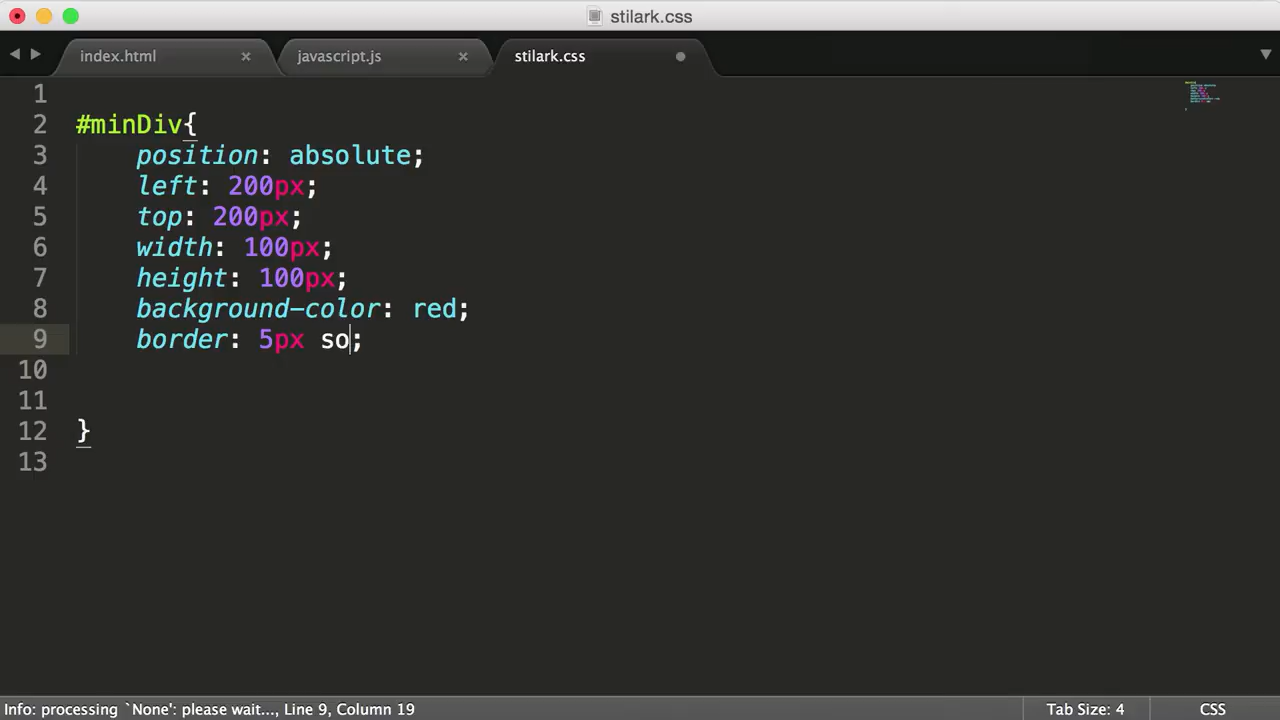 stilark.css
index.html × javascript.js × stilark.css
1
2 #minDiv{
3 position: absolute;
4 left: 200px;
5 top: 200px;
6 width: 100px;
7 height: 100px;
8 background-color: red;
9 border: 5px so;
10
11
12 }
13
Info: processing `None': please wait..., Line 9, Column 19 Tab Size: 4 CSS